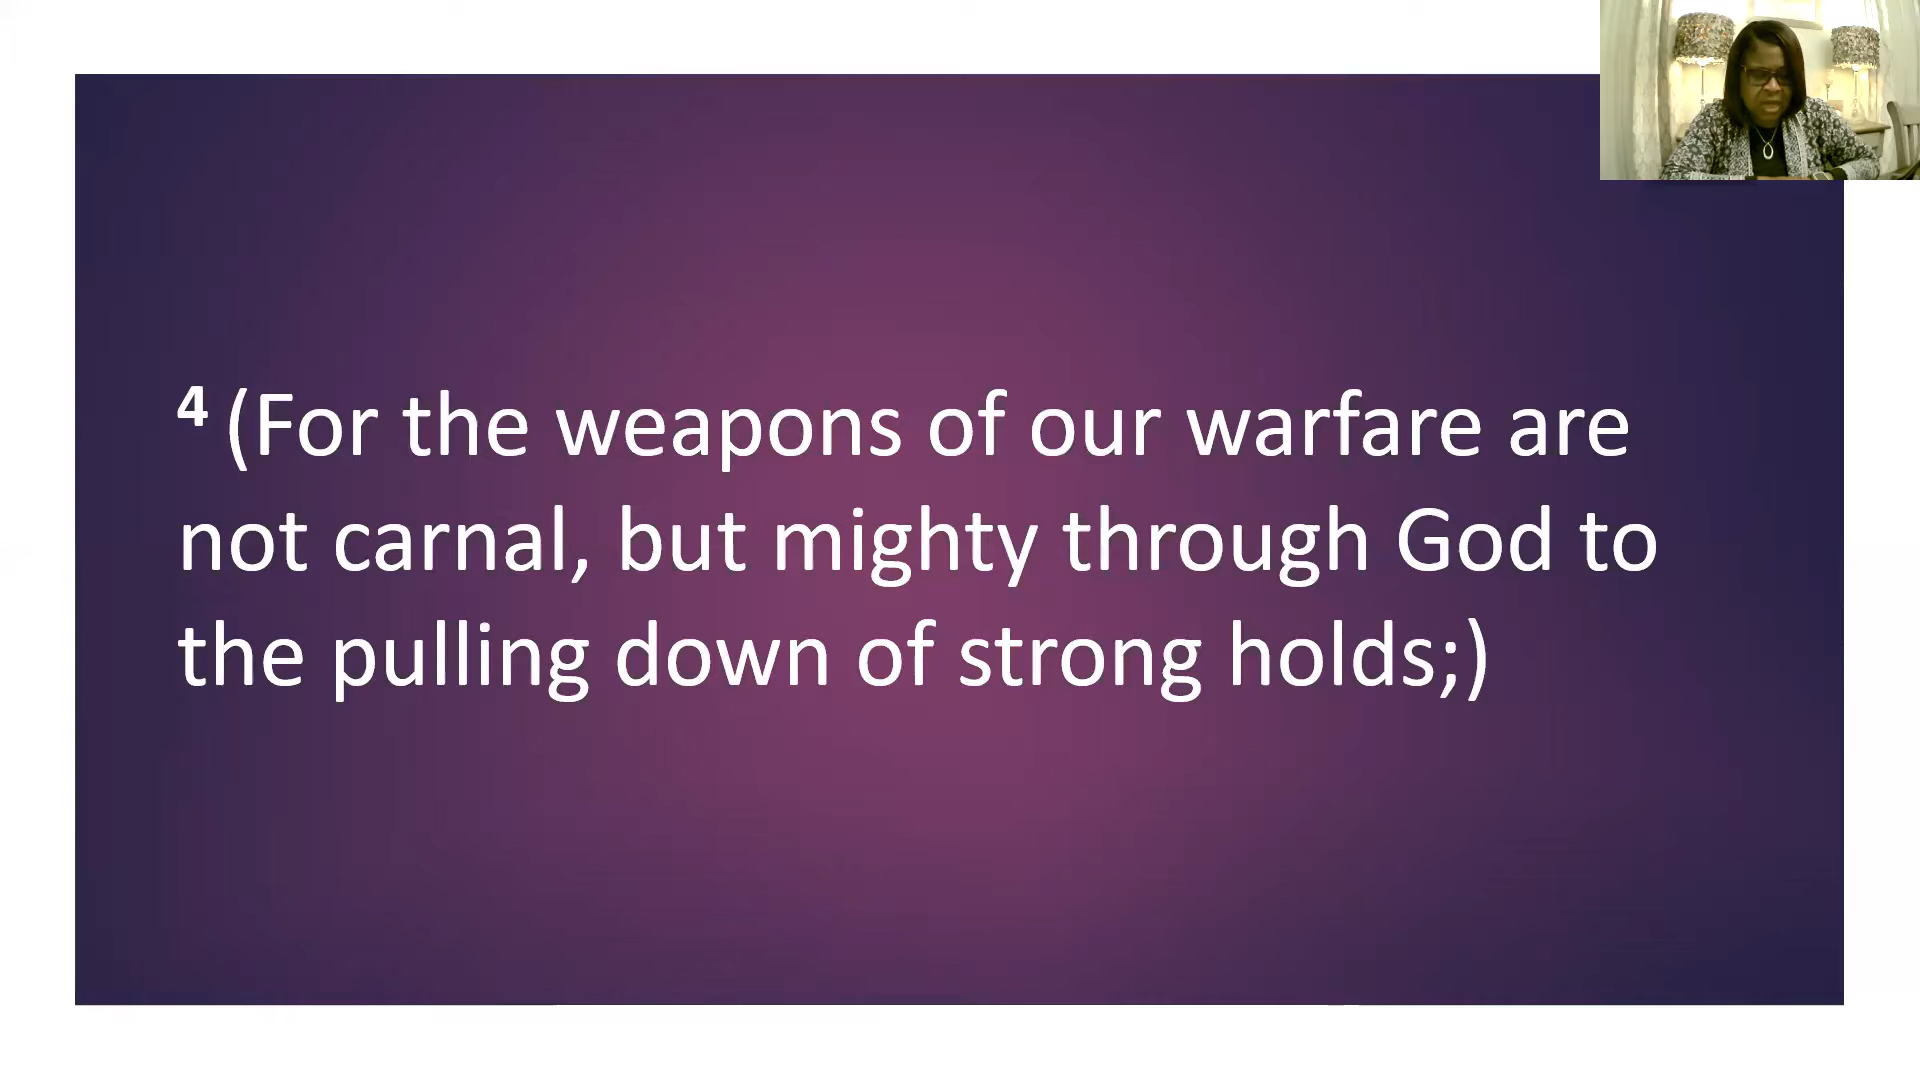 4 (For the weapons of our warfare are
not carnal, but mighty through God to
the pulling down of strong holds;)